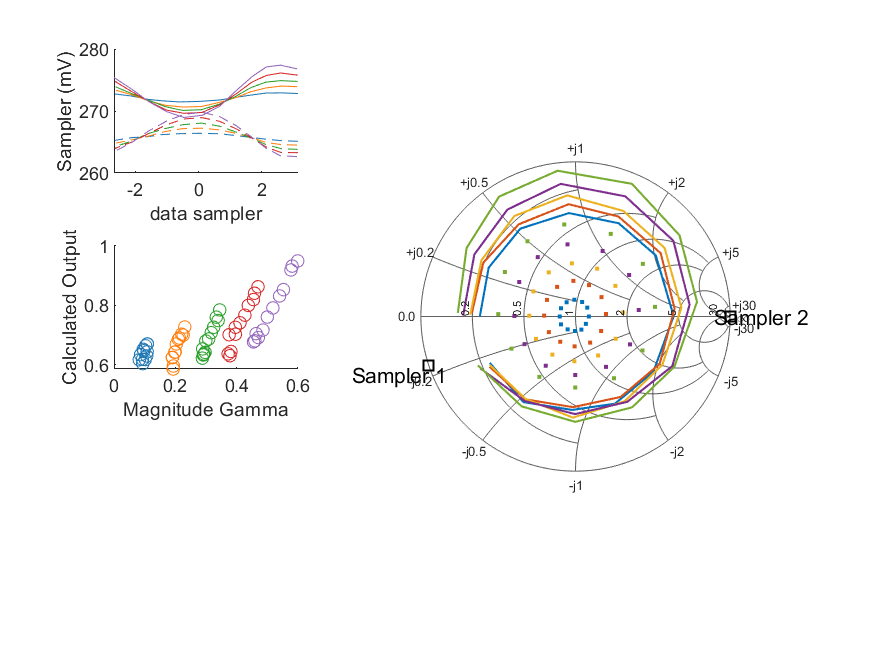 280
270
260
Sampler (mV)
-2
0
2
data sampler
1
0.8
0.6
Calculated Output
0
0.2
0.4
0.6
Magnitude Gamma
+j1
+j0.5
+j2
+j0.2
+j5
0.0
0.2
0.5
1
2
5
30
+j30
-j30
Sampler 2
Sampler 1
-j0.2
-j5
-j0.5
-j2
-j1